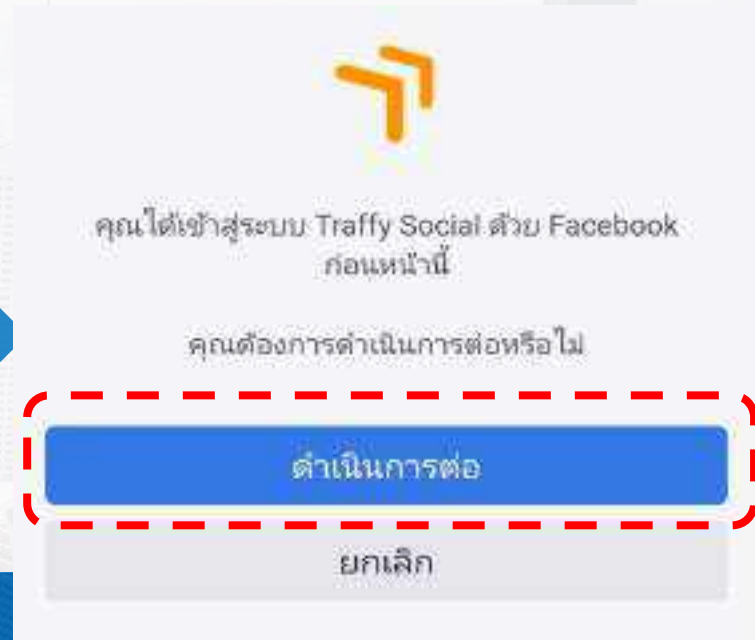 คุณได้เข้าสู่ระบบ Traffy Social ด้วย Facebook
ก่อนหน้านี้
คุณต้องการดำเนินการต่อหรือไม่
ดำเนินการต่อ
ยกเลิก